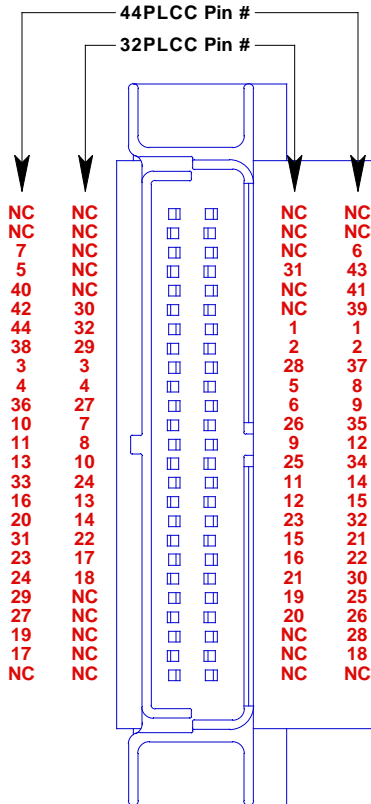 44PLCC Pin #
32PLCC Pin #
NC NC NC NC
NC NC NC NC
7 NC NC 6
5 NC 31 43
40 NC NC 41
42 30 NC 39
44 32 1 1
38 29 2 2
3 3 28 37
4 4 5 8
36 27 6 9
10 7 26 35
11 8 9 12
13 10 25 34
33 24 11 14
16 13 12 15
20 14 23 32
31 22 15 21
23 17 16 22
24 18 21 30
29 NC 19 25
27 NC 20 26
19 NC NC 28
17 NC NC 18
NC NC NC NC